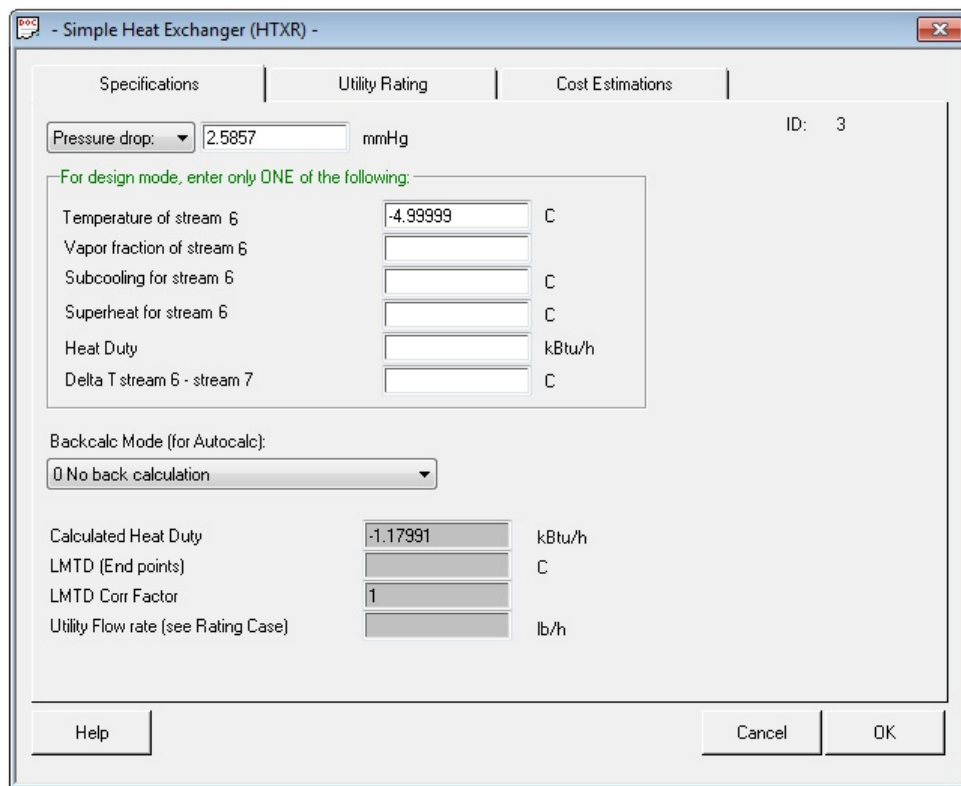 DOC - Simple Heat Exchanger (HTXR) -
Specifications Utility Rating Cost Estimations
Pressure drop: 2.5857 mmHg ID: 3
For design mode, enter only ONE of the following:
Temperature of stream 6 -4.99999 C
Vapor fraction of stream 6
Subcooling for stream 6 C
Superheat for stream 6 C
Heat Duty kBtu/h
Delta T stream 6 - stream 7 C
Backcalc Mode (for Autocalc):
0 No back calculation
Calculated Heat Duty -1.17991 kBtu/h
LMTD (End points) C
LMTD Corr Factor 1
Utility Flow rate (see Rating Case) lb/h
Help Cancel OK